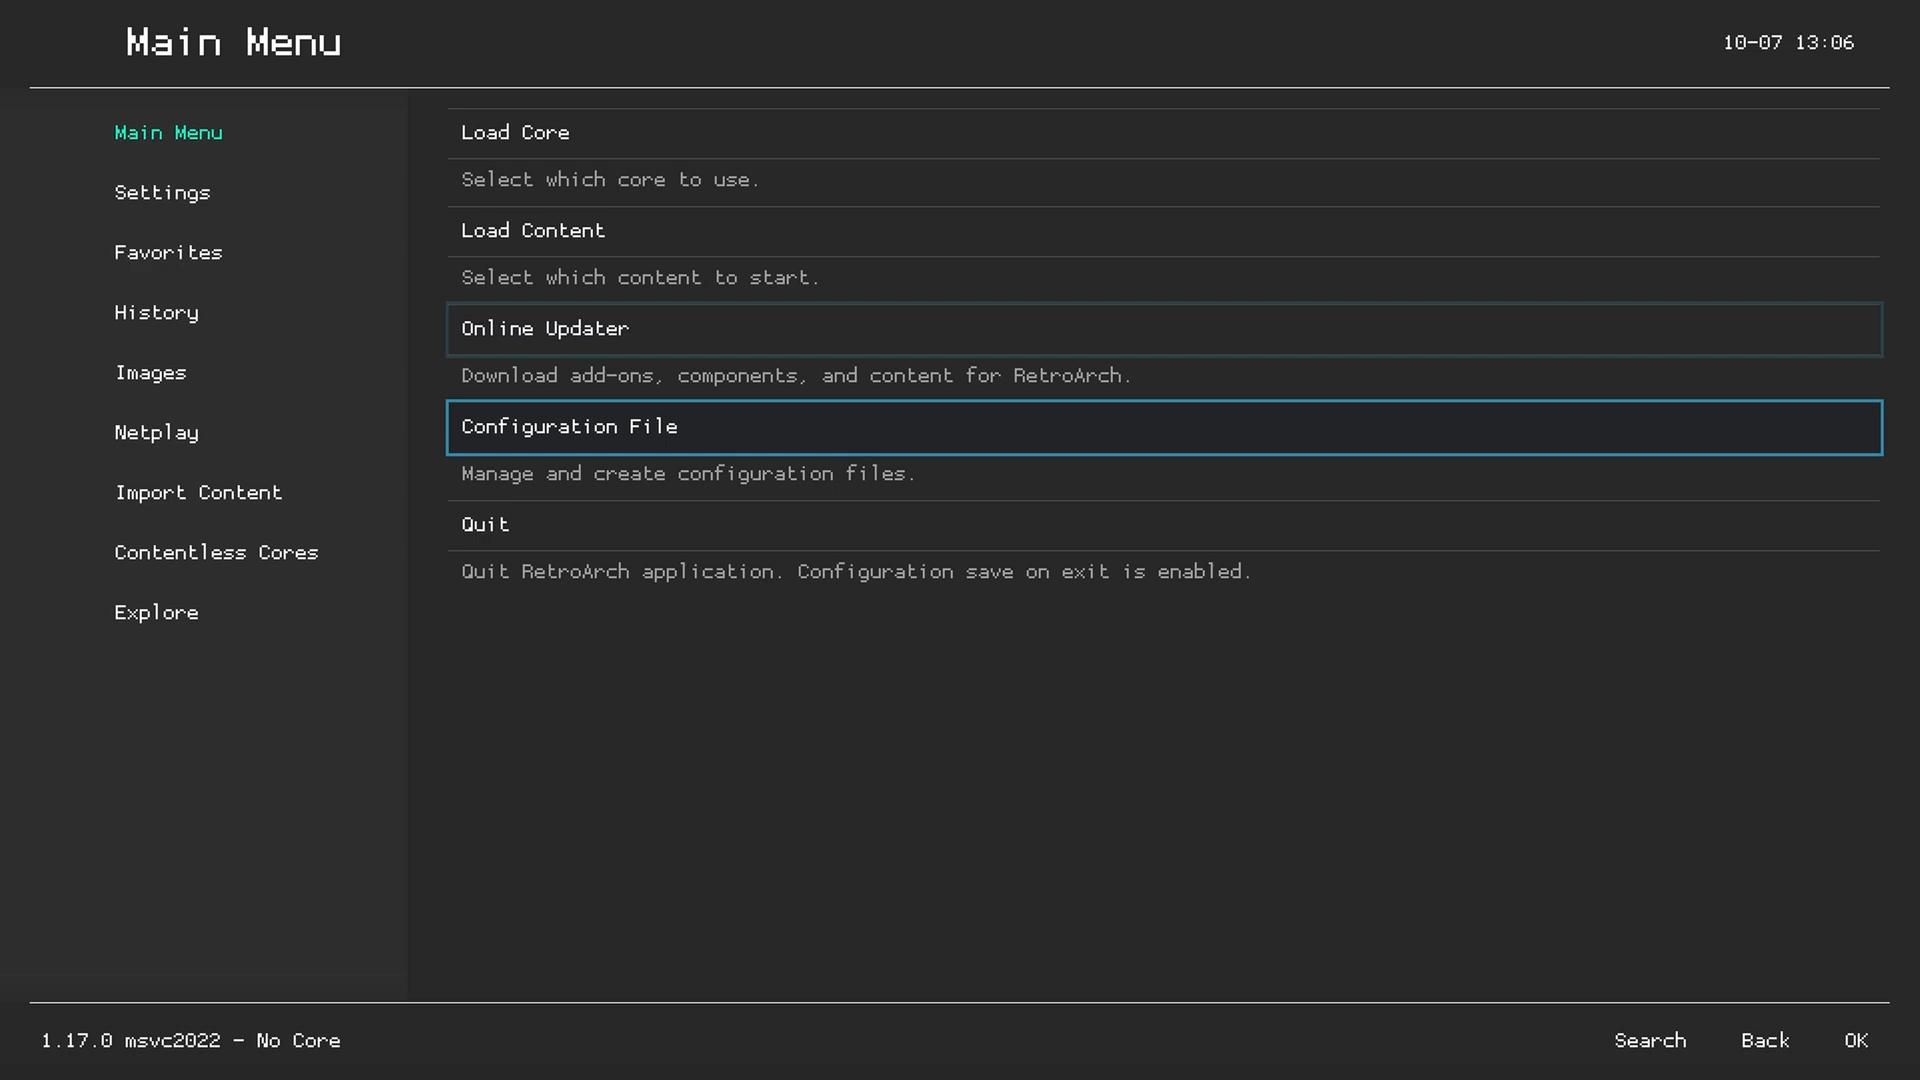 Main Menu
10-07 13:06
Main Menu
Settings
Favorites
History
Images
Netplay
Import Content
Contentless Cores
Explore
Load Core
Select which core to use.
Load Content
Select which content to start.
Online Updater
Download add-ons, components, and content for RetroArch.
Configuration File
Manage and create configuration files.
Quit
Quit RetroArch application. Configuration save on exit is enabled.
1.17.0 msvc2022 - No Core
Search Back OK